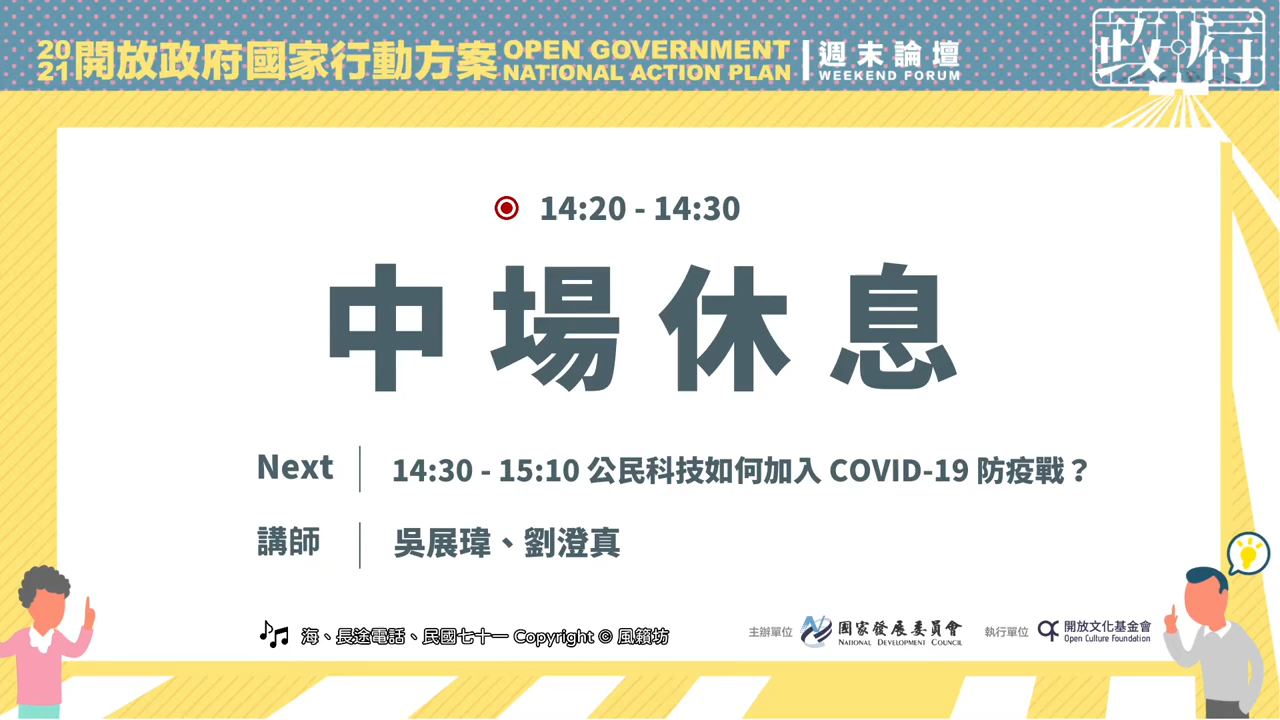 2021 開放政府國家行動方案 OPEN GOVERNMENT NATIONAL ACTION PLAN 週末論壇 WEEKEND FORUM
政府
14:20 - 14:30
中場休息
Next 14:30 - 15:10 公民科技如何加入 COVID-19 防疫戰？
講師 吳展瑋、劉澄真
海、長途電話、民國七十一 Copyright © 風籟坊
主辦單位 國家發展委員會 NATIONAL DEVELOPMENT COUNCIL 執行單位 開放文化基金會 Open Culture Foundation